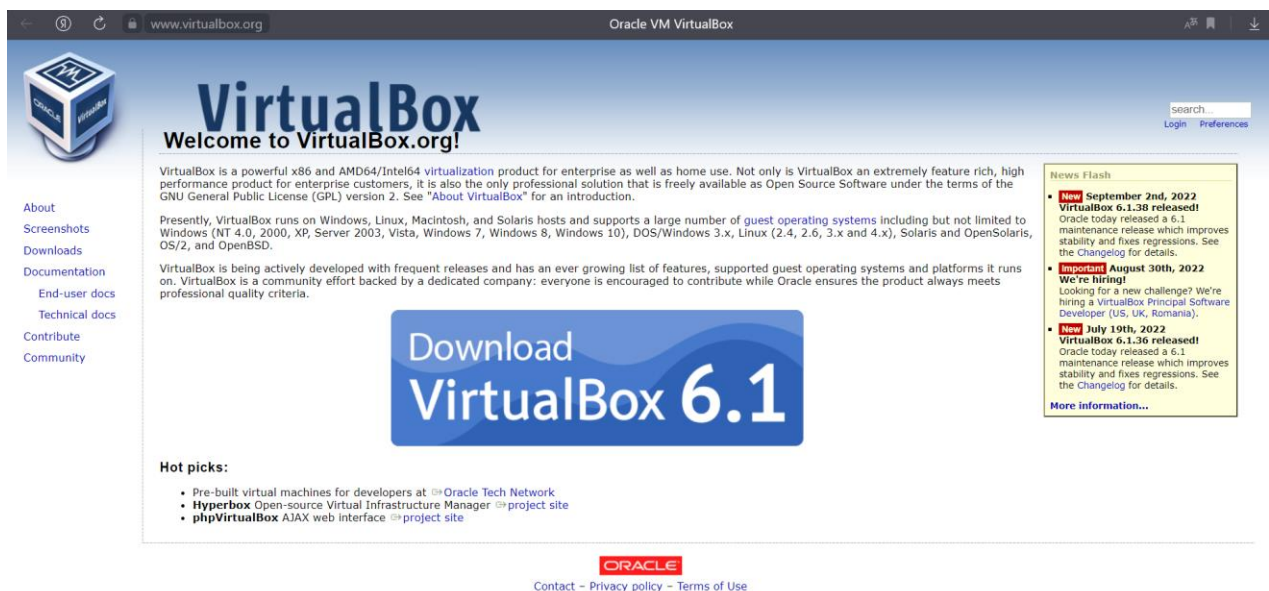 www.virtualbox.org
Oracle VM VirtualBox
VirtualBox
search...
Login Preferences
Welcome to VirtualBox.org!
About
Screenshots
Downloads
Documentation
End-user docs
Technical docs
Contribute
Community
VirtualBox is a powerful x86 and AMD64/Intel64 virtualization product for enterprise as well as home use. Not only is VirtualBox an extremely feature rich, high
performance product for enterprise customers, it is also the only professional solution that is freely available as Open Source Software under the terms of the
GNU General Public License (GPL) version 2. See "About VirtualBox" for an introduction.
Presently, VirtualBox runs on Windows, Linux, Macintosh, and Solaris hosts and supports a large number of guest operating systems including but not limited to
Windows (NT 4.0, 2000, XP, Server 2003, Vista, Windows 7, Windows 8, Windows 10), DOS/Windows 3.x, Linux (2.4, 2.6, 3.x and 4.x), Solaris and OpenSolaris,
OS/2, and OpenBSD.
VirtualBox is being actively developed with frequent releases and has an ever growing list of features, supported guest operating systems and platforms it runs
on. VirtualBox is a community effort backed by a dedicated company: everyone is encouraged to contribute while Oracle ensures the product always meets
professional quality criteria.
Download
VirtualBox 6.1
Hot picks:
Pre-built virtual machines for developers at Oracle Tech Network
Hyperbox Open-source Virtual Infrastructure Manager project site
phpVirtualBox AJAX web interface project site
News Flash
New September 2nd, 2022
VirtualBox 6.1.38 released!
Oracle today released a 6.1
maintenance release which improves
stability and fixes regressions. See
the Changelog for details.
Important August 30th, 2022
We're hiring!
Looking for a new challenge? We're
hiring a VirtualBox Principal Software
Developer (US, UK, Romania).
New July 19th, 2022
VirtualBox 6.1.36 released!
Oracle today released a 6.1
maintenance release which improves
stability and fixes regressions. See
the Changelog for details.
More information...
ORACLE
Contact – Privacy policy – Terms of Use